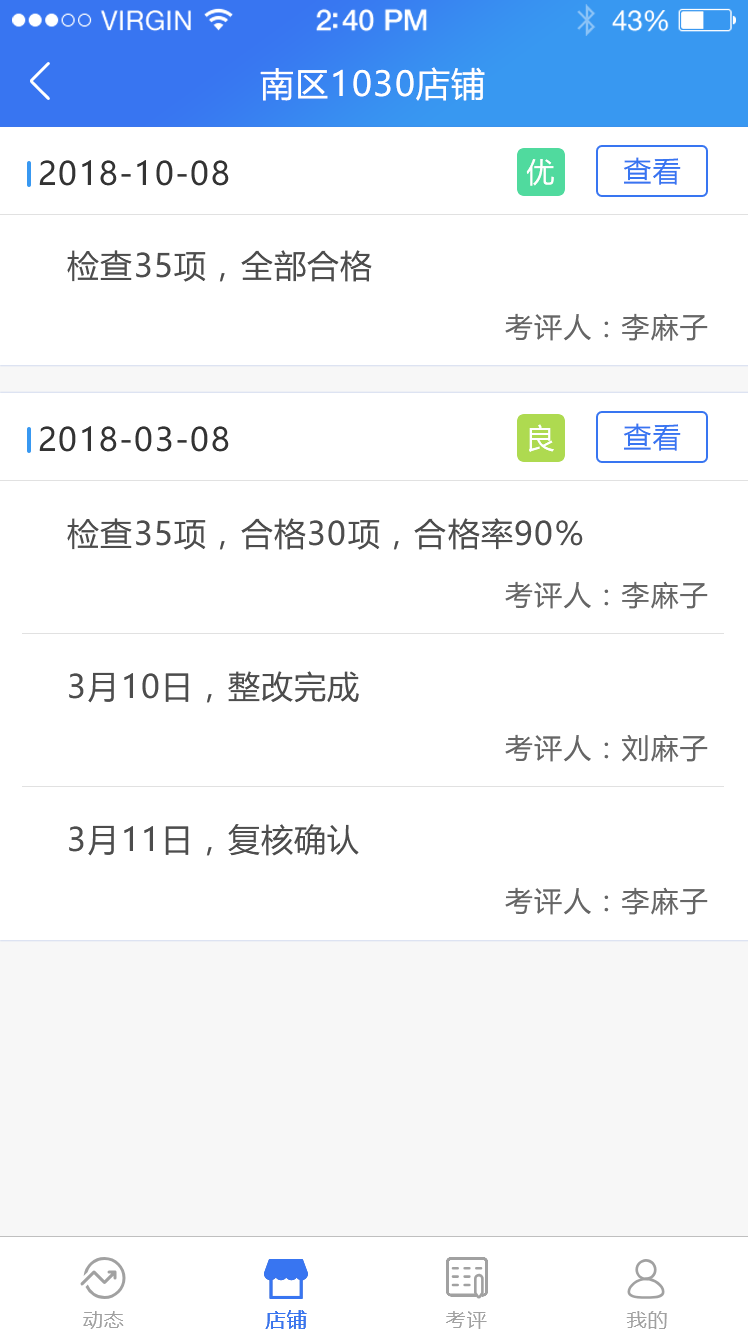 VIRGIN 2:40 PM 43%
南区1030店铺
2018-10-08 优 查看
检查35项，全部合格
考评人：李麻子
2018-03-08 良 查看
检查35项，合格30项，合格率90%
考评人：李麻子
3月10日，整改完成
考评人：刘麻子
3月11日，复核确认
考评人：李麻子
动态 店铺 考评 我的